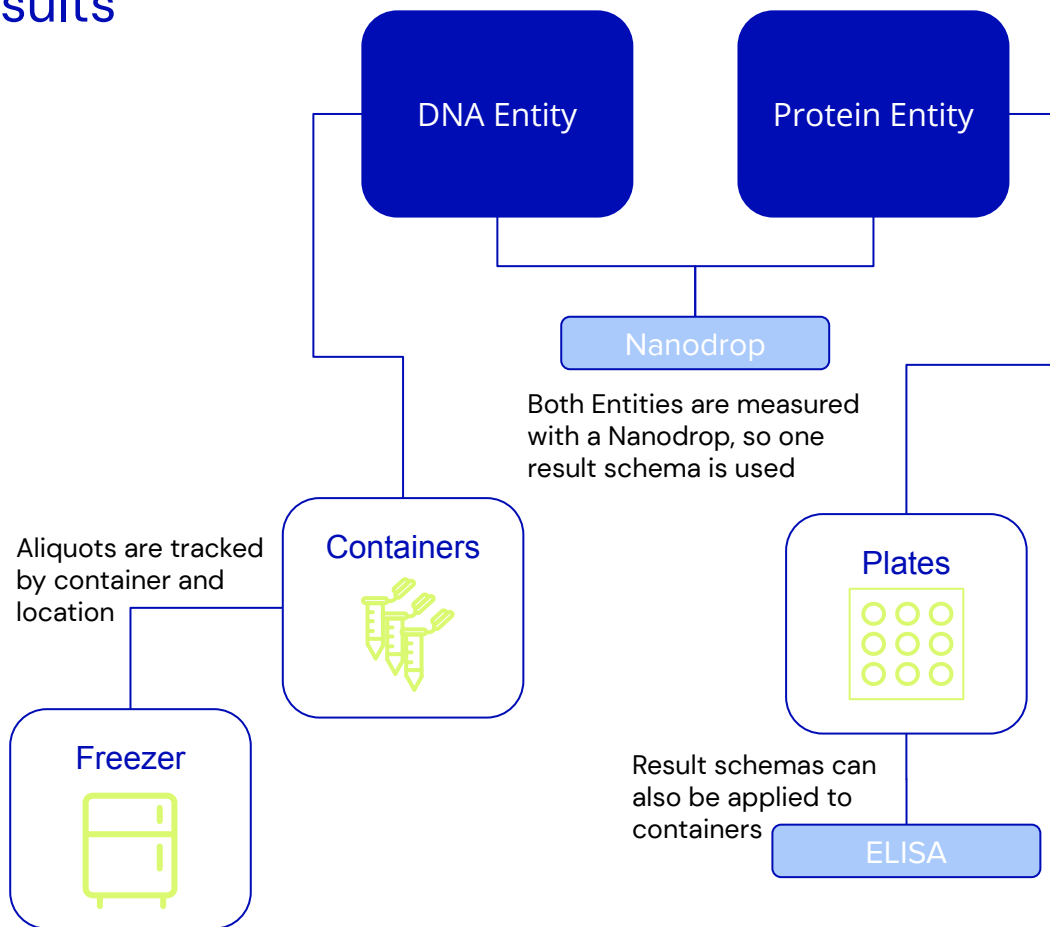 sults
DNA Entity
Protein Entity
Nanodrop
Both Entities are measured
with a Nanodrop, so one
result schema is used
Aliquots are tracked
by container and
location
Containers
Plates
Freezer
Result schemas can
also be applied to
containers
ELISA